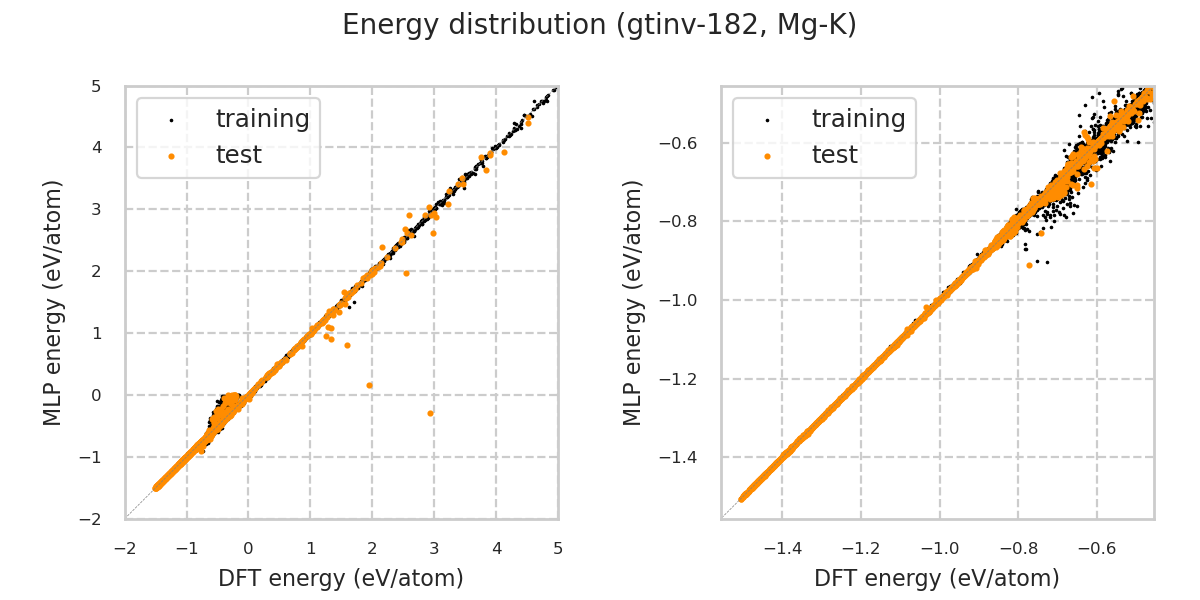 Energy distribution (gtinv-182, Mg-K)
training
test
5
4
3
2
1
0
−1
−2
−2
−1
0
1
2
3
4
5
MLP energy (eV/atom)
DFT energy (eV/atom)
training
test
−0.6
−0.8
−1.0
−1.2
−1.4
−1.4
−1.2
−1.0
−0.8
−0.6
MLP energy (eV/atom)
DFT energy (eV/atom)